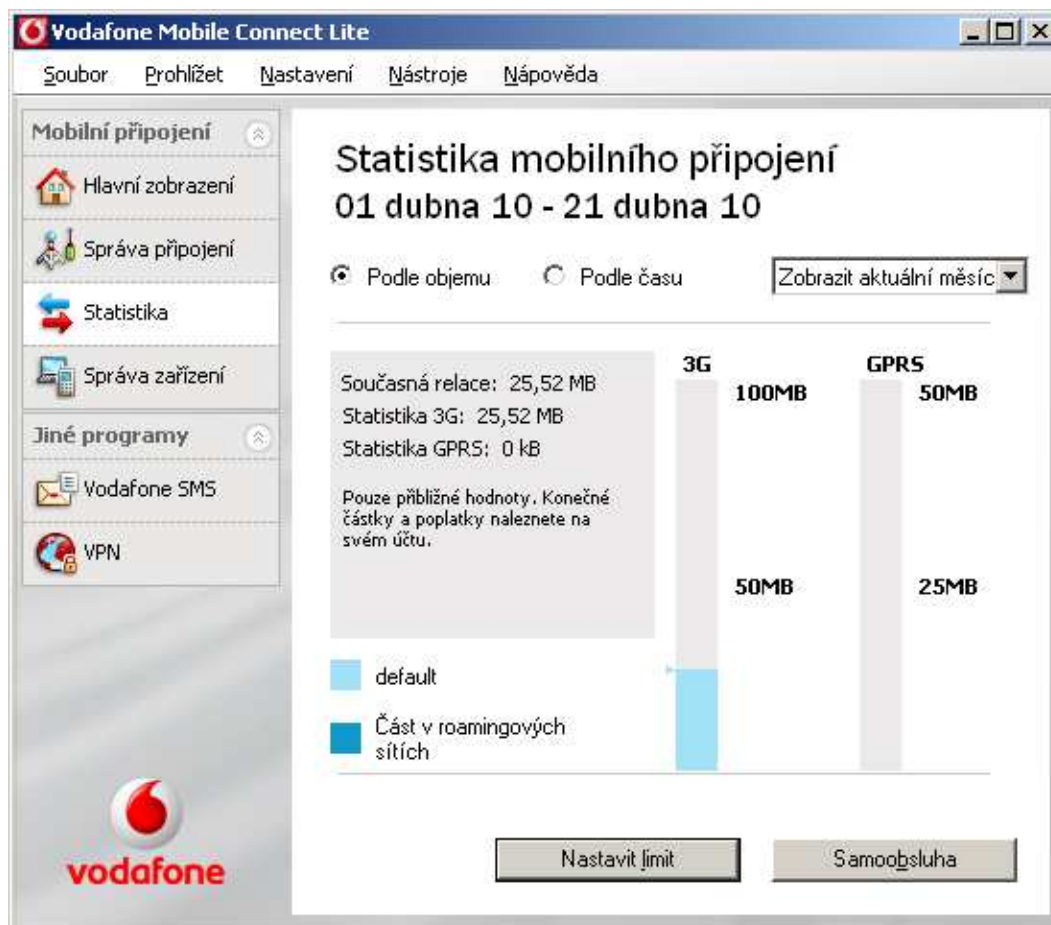 Vodafone Mobile Connect Lite
Soubor Prohlížet Nastavení Nástroje Nápověda
Mobilní připojení
Hlavní zobrazení
Správa připojení
Statistika
Správa zařízení
Jiné programy
Vodafone SMS
VPN
vodafone
Statistika mobilního připojení
01 dubna 10 - 21 dubna 10
Podle objemu Podle času Zobrazit aktuální měsíc
Současná relace: 25,52 MB
Statistika 3G: 25,52 MB
Statistika GPRS: 0 kB
Pouze přibližné hodnoty. Konečné
částky a poplatky naleznete na
svém účtu.
3G GPRS
100MB 50MB
50MB 25MB
default
Část v roamingových
sítích
Nastavit limit Samoobsluha